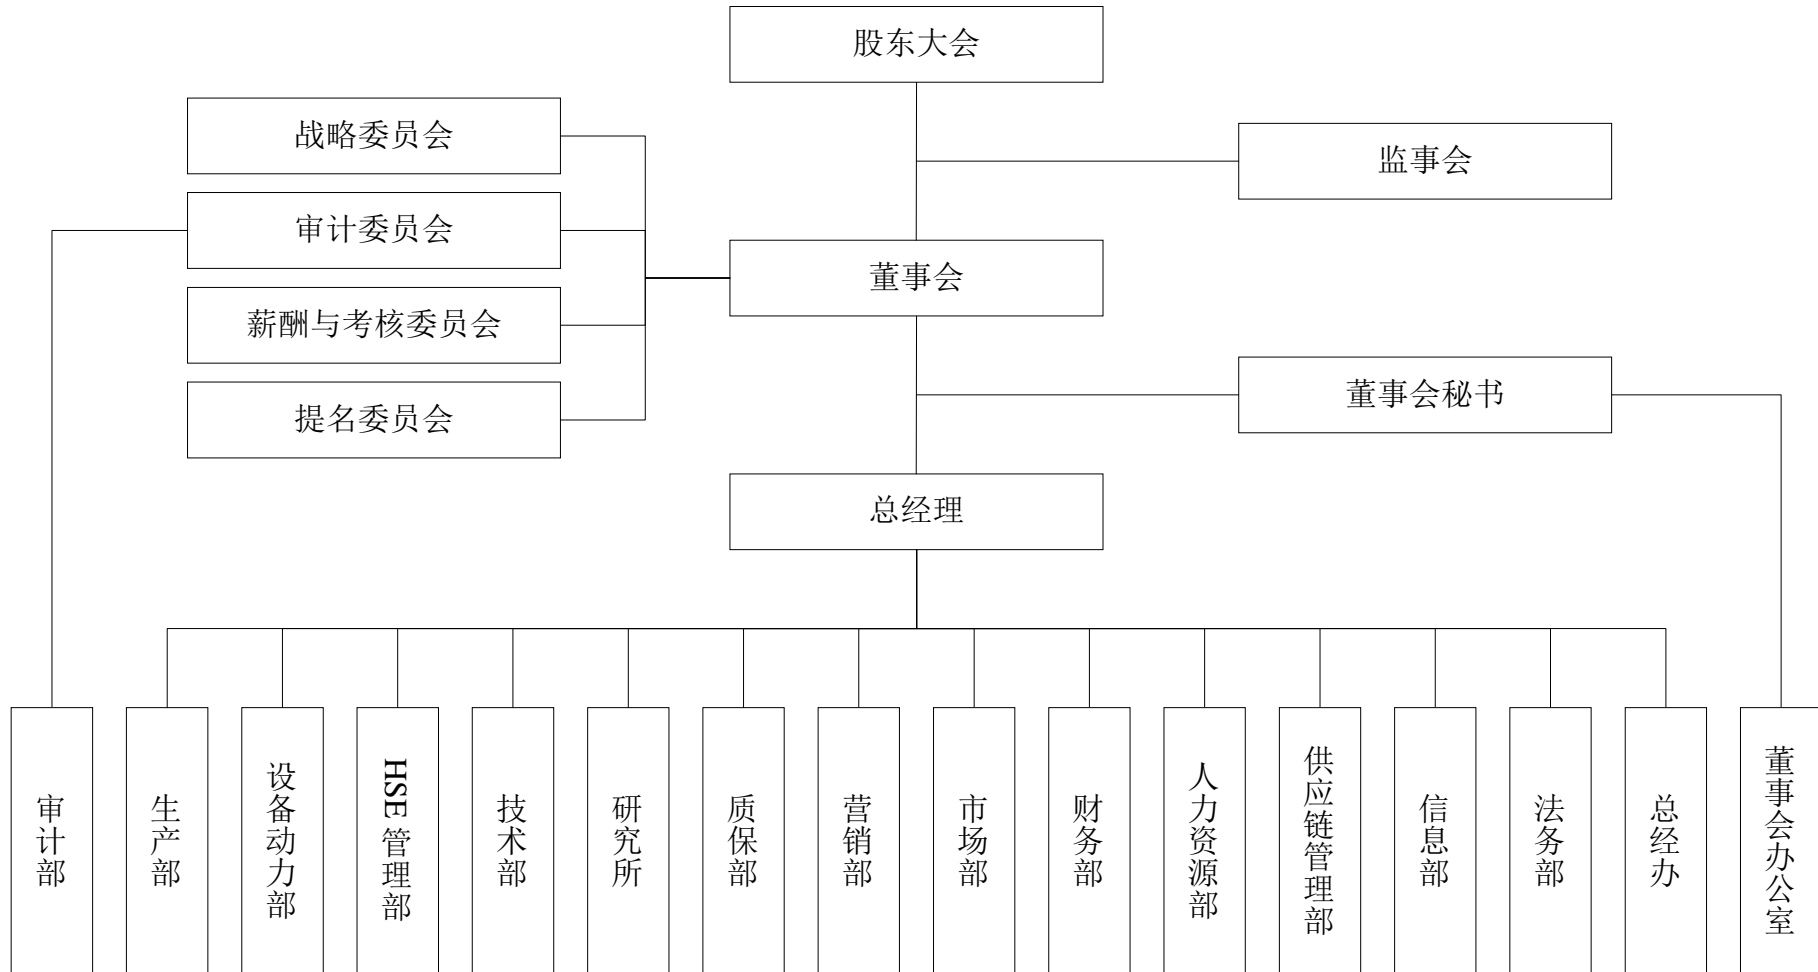 股东大会
战略委员会
监事会
审计委员会
董事会
薪酬与考核委员会
董事会秘书
提名委员会
总经理
审计部
生产部
设备动力部
HSE 管理部
技术部
研究所
质保部
营销部
市场部
财务部
人力资源部
供应链管理部
信息部
法务部
总经办
董事会办公室